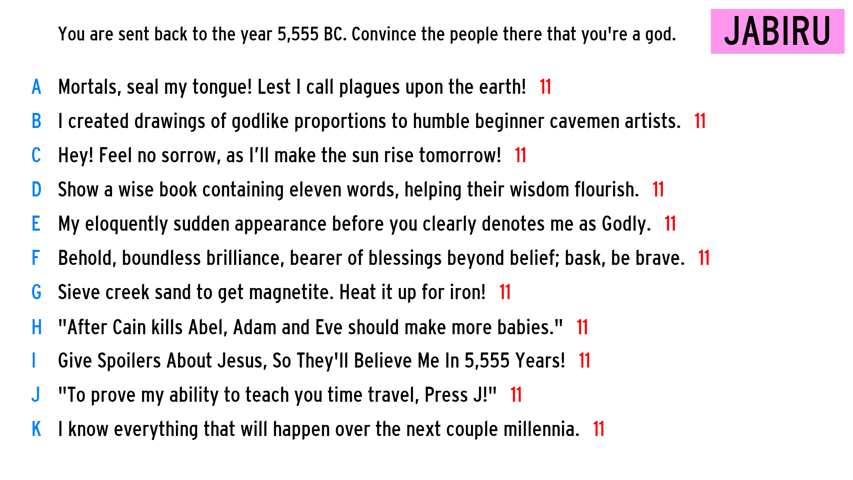 You are sent back to the year 5,555 BC. Convince the people there that you're a god.
JABIRU
A Mortals, seal my tongue! Lest I call plagues upon the earth! 11
B I created drawings of godlike proportions to humble beginner cavemen artists. 11
C Hey! Feel no sorrow, as I'll make the sun rise tomorrow! 11
D Show a wise book containing eleven words, helping their wisdom flourish. 11
E My eloquently sudden appearance before you clearly denotes me as Godly. 11
F Behold, boundless brilliance, bearer of blessings beyond belief; bask, be brave. 11
G Sieve creek sand to get magnetite. Heat it up for iron! 11
H "After Cain kills Abel, Adam and Eve should make more babies." 11
I Give Spoilers About Jesus, So They'll Believe Me In 5,555 Years! 11
J "To prove my ability to teach you time travel, Press J!" 11
K I know everything that will happen over the next couple millennia. 11